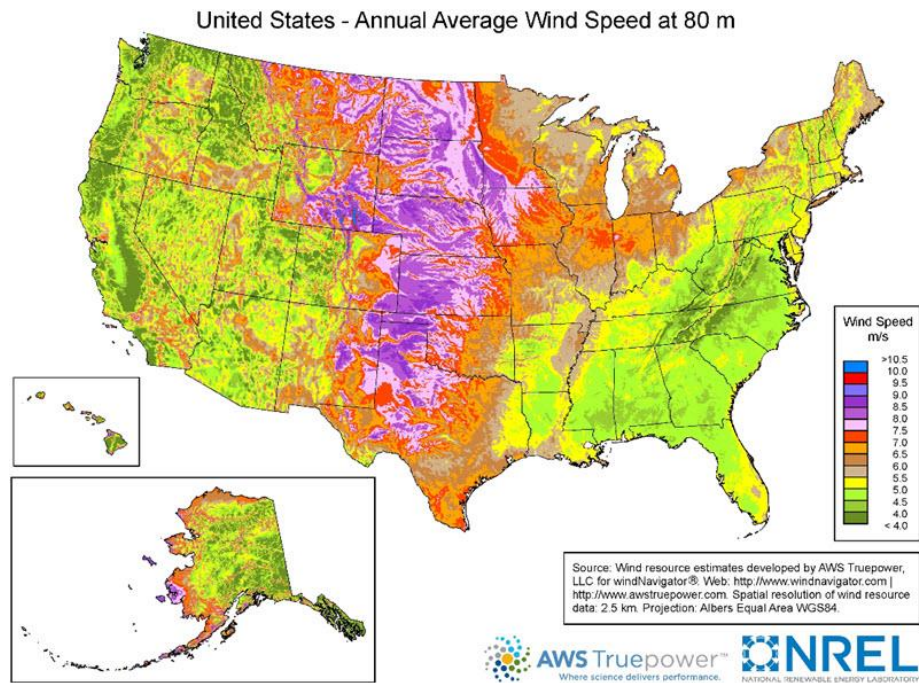 United States - Annual Average Wind Speed at 80 m
Wind Speed
m/s
>10.5
10.0
9.5
9.0
8.5
8.0
7.5
7.0
6.5
6.0
5.5
5.0
4.5
4.0
< 4.0
Source: Wind resource estimates developed by AWS Truepower,
LLC for windNavigator®. Web: http://www.windnavigator.com |
http://www.awstruepower.com. Spatial resolution of wind resource
data: 2.5 km. Projection: Albers Equal Area WGS84.
AWS Truepower™
Where science delivers performance.
NREL
NATIONAL RENEWABLE ENERGY LABORATORY